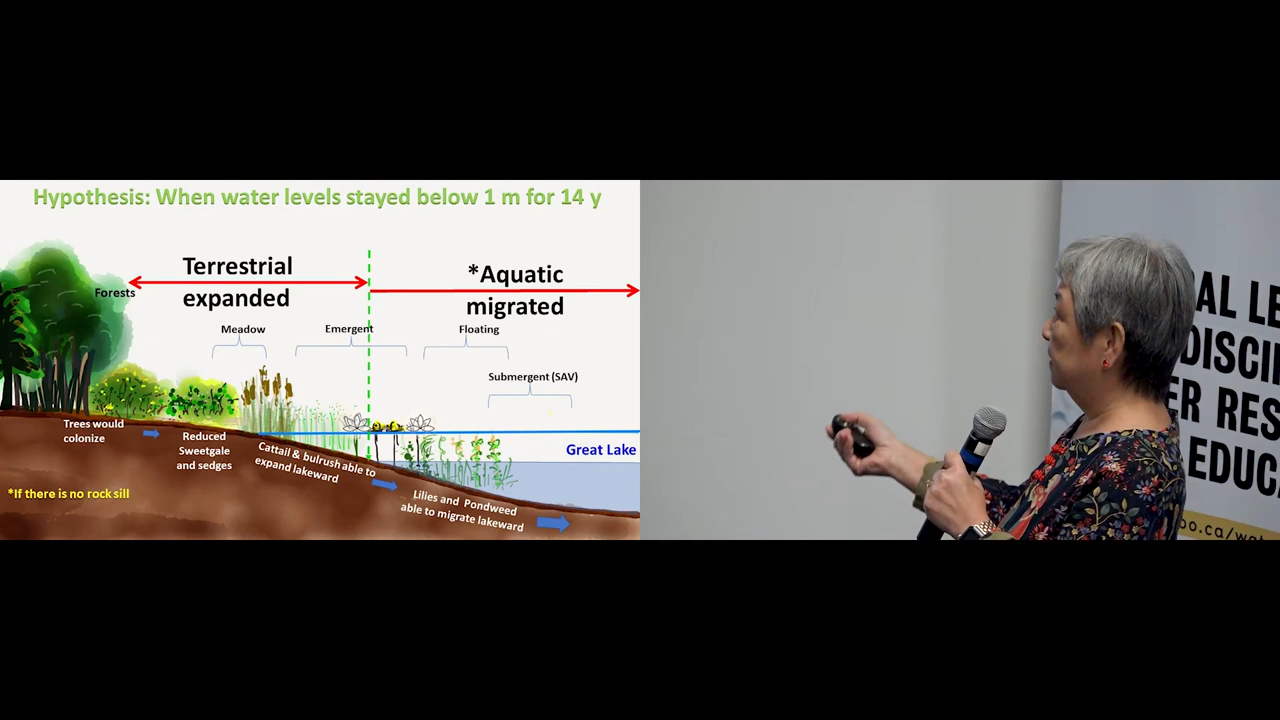 Hypothesis: When water levels stayed below 1 m for 14 y
Terrestrial
expanded
*Aquatic
migrated
Forests
Meadow
Emergent
Floating
Submergent (SAV)
Trees would
colonize
Reduced
Sweetgale
and sedges
Cattail & bulrush able to
expand lakeward
Great Lake
*If there is no rock sill
Lilies and Pondweed
able to migrate lakeward
AL LE
DISCI
ER RES
EDUC